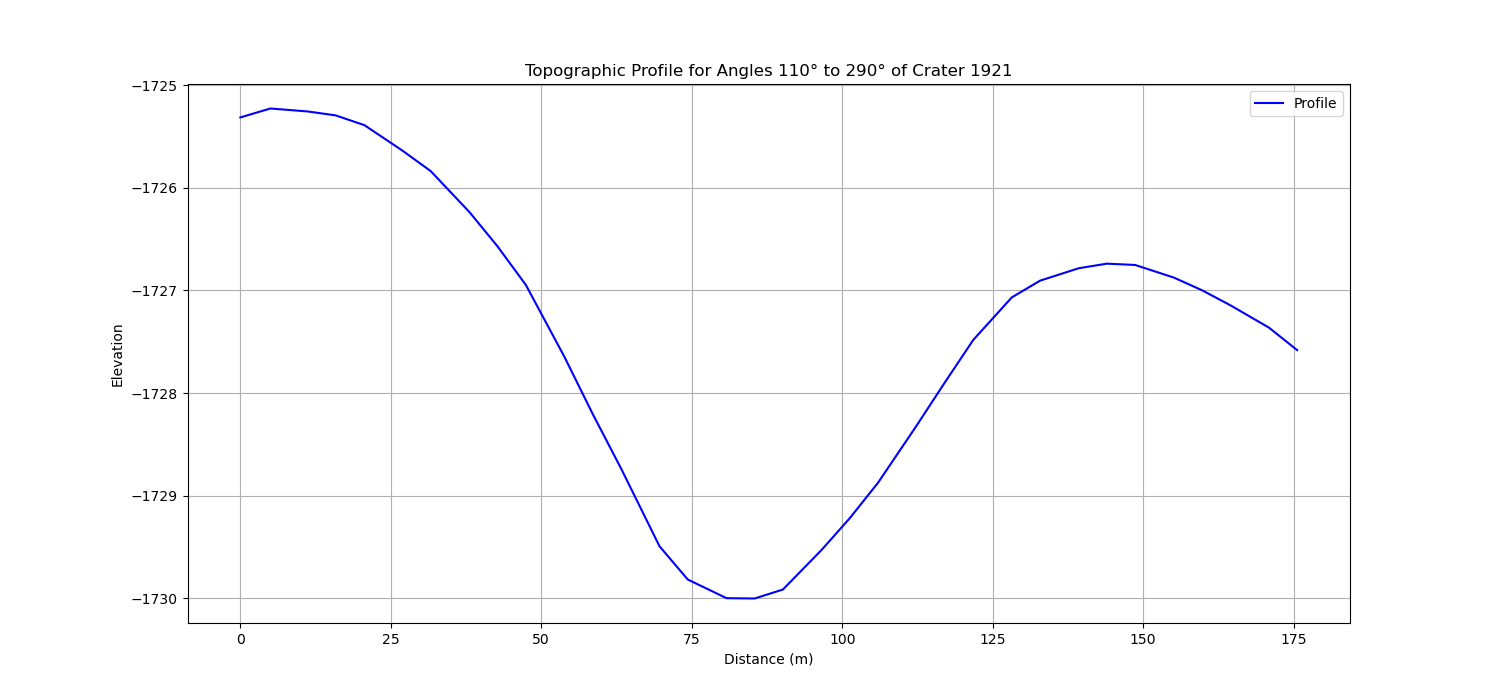 Topographic Profile for Angles 110° to 290° of Crater 1921
Profile
−1725
−1726
−1727
−1728
−1729
−1730
Elevation
0 25 50 75 100 125 150 175
Distance (m)